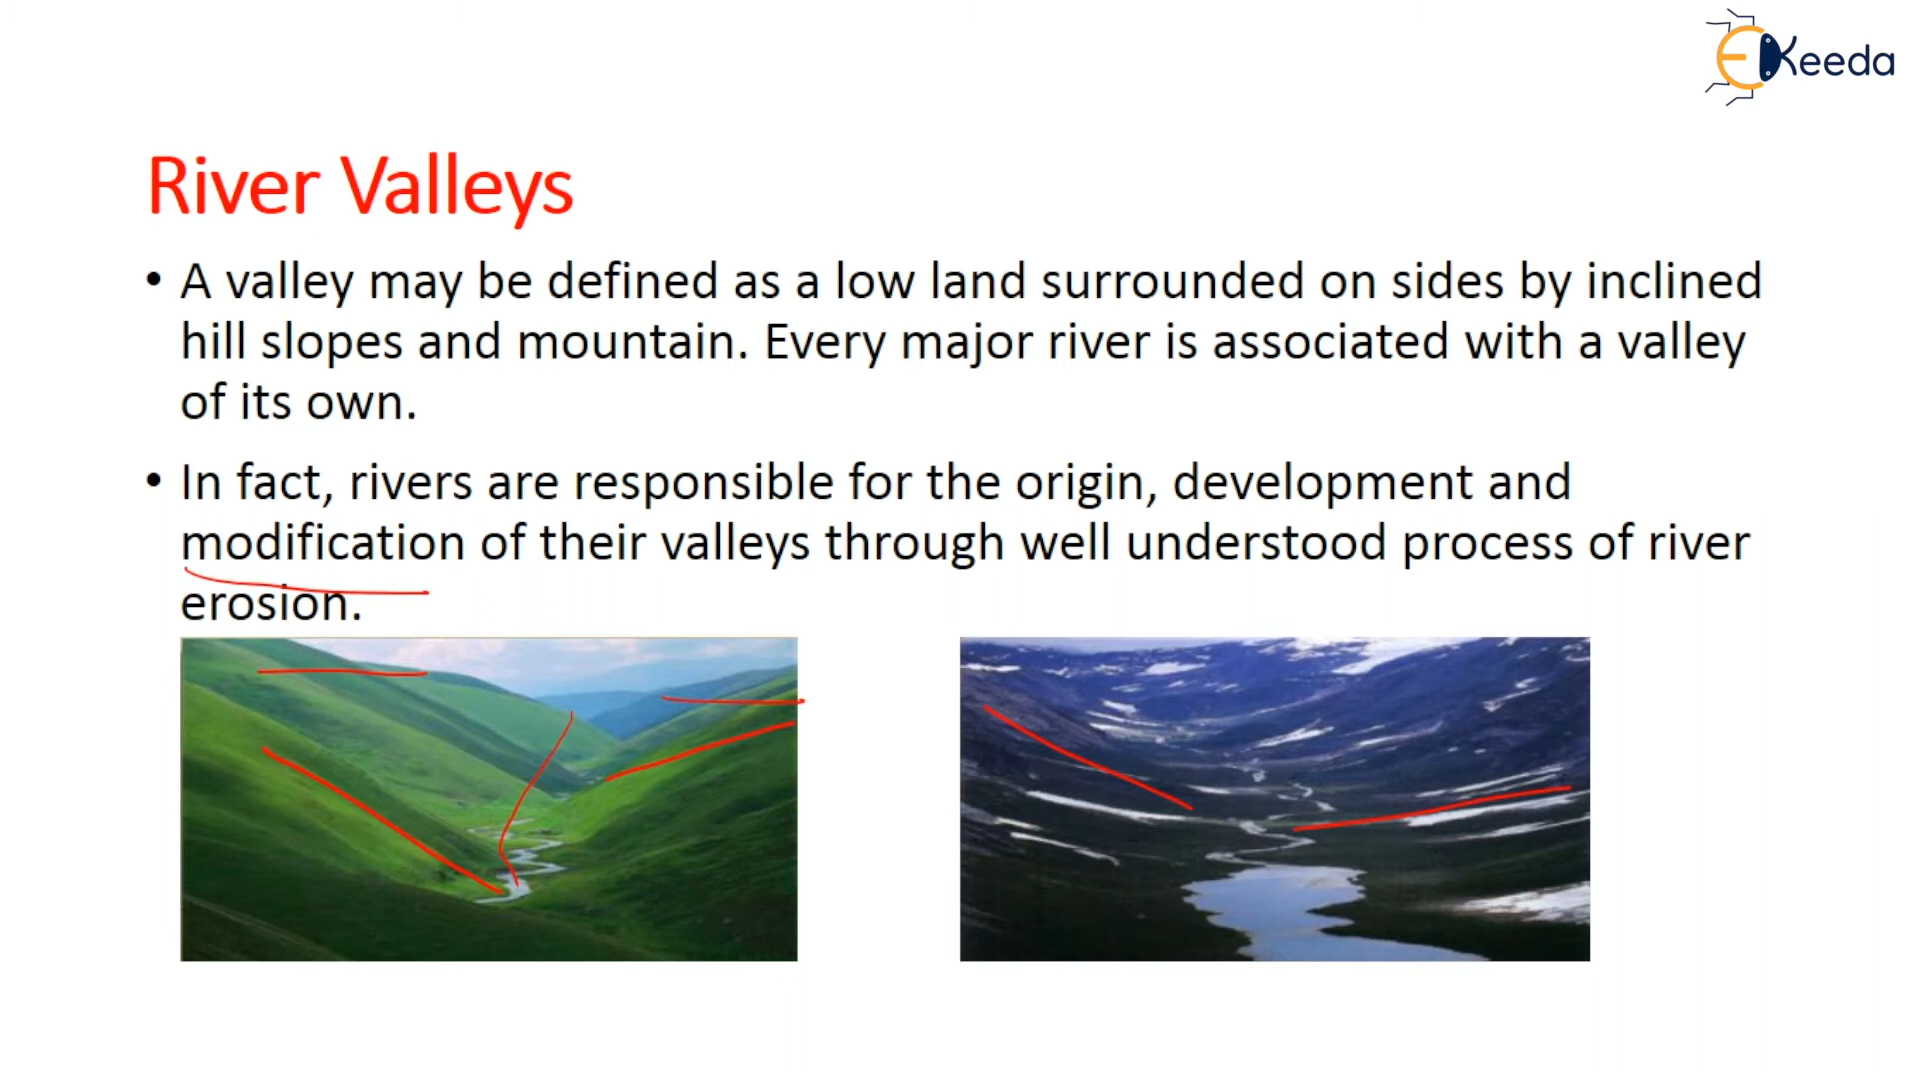 EKeeda
River Valleys
• A valley may be defined as a low land surrounded on sides by inclined
hill slopes and mountain. Every major river is associated with a valley
of its own.
• In fact, rivers are responsible for the origin, development and
modification of their valleys through well understood process of river
erosion.